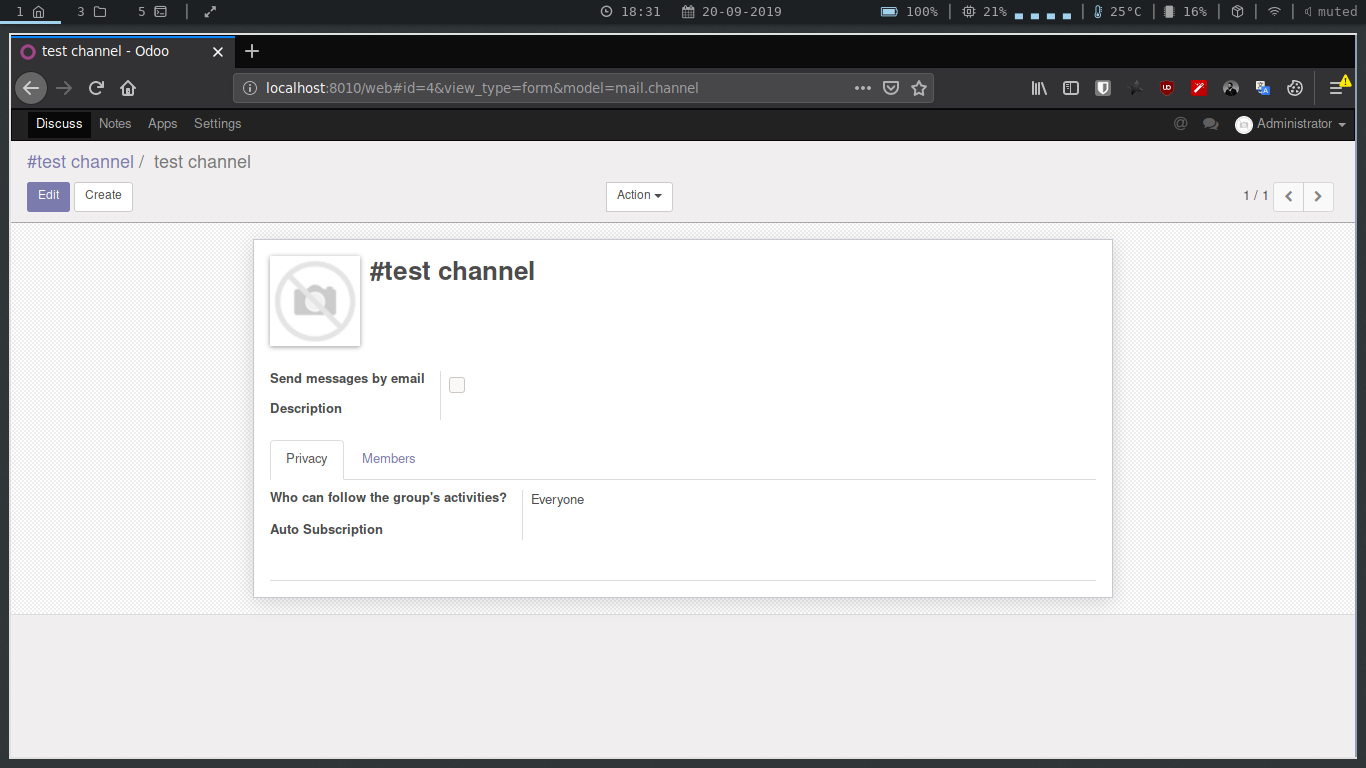 1 3 5 18:31 20-09-2019 100% 21% 25°C 16% muted
test channel - Odoo
localhost:8010/web#id=4&view_type=form&model=mail.channel
Discuss Notes Apps Settings Administrator
#test channel / test channel
Edit Create Action 1 / 1
#test channel
Send messages by email
Description
Privacy Members
Who can follow the group's activities? Everyone
Auto Subscription